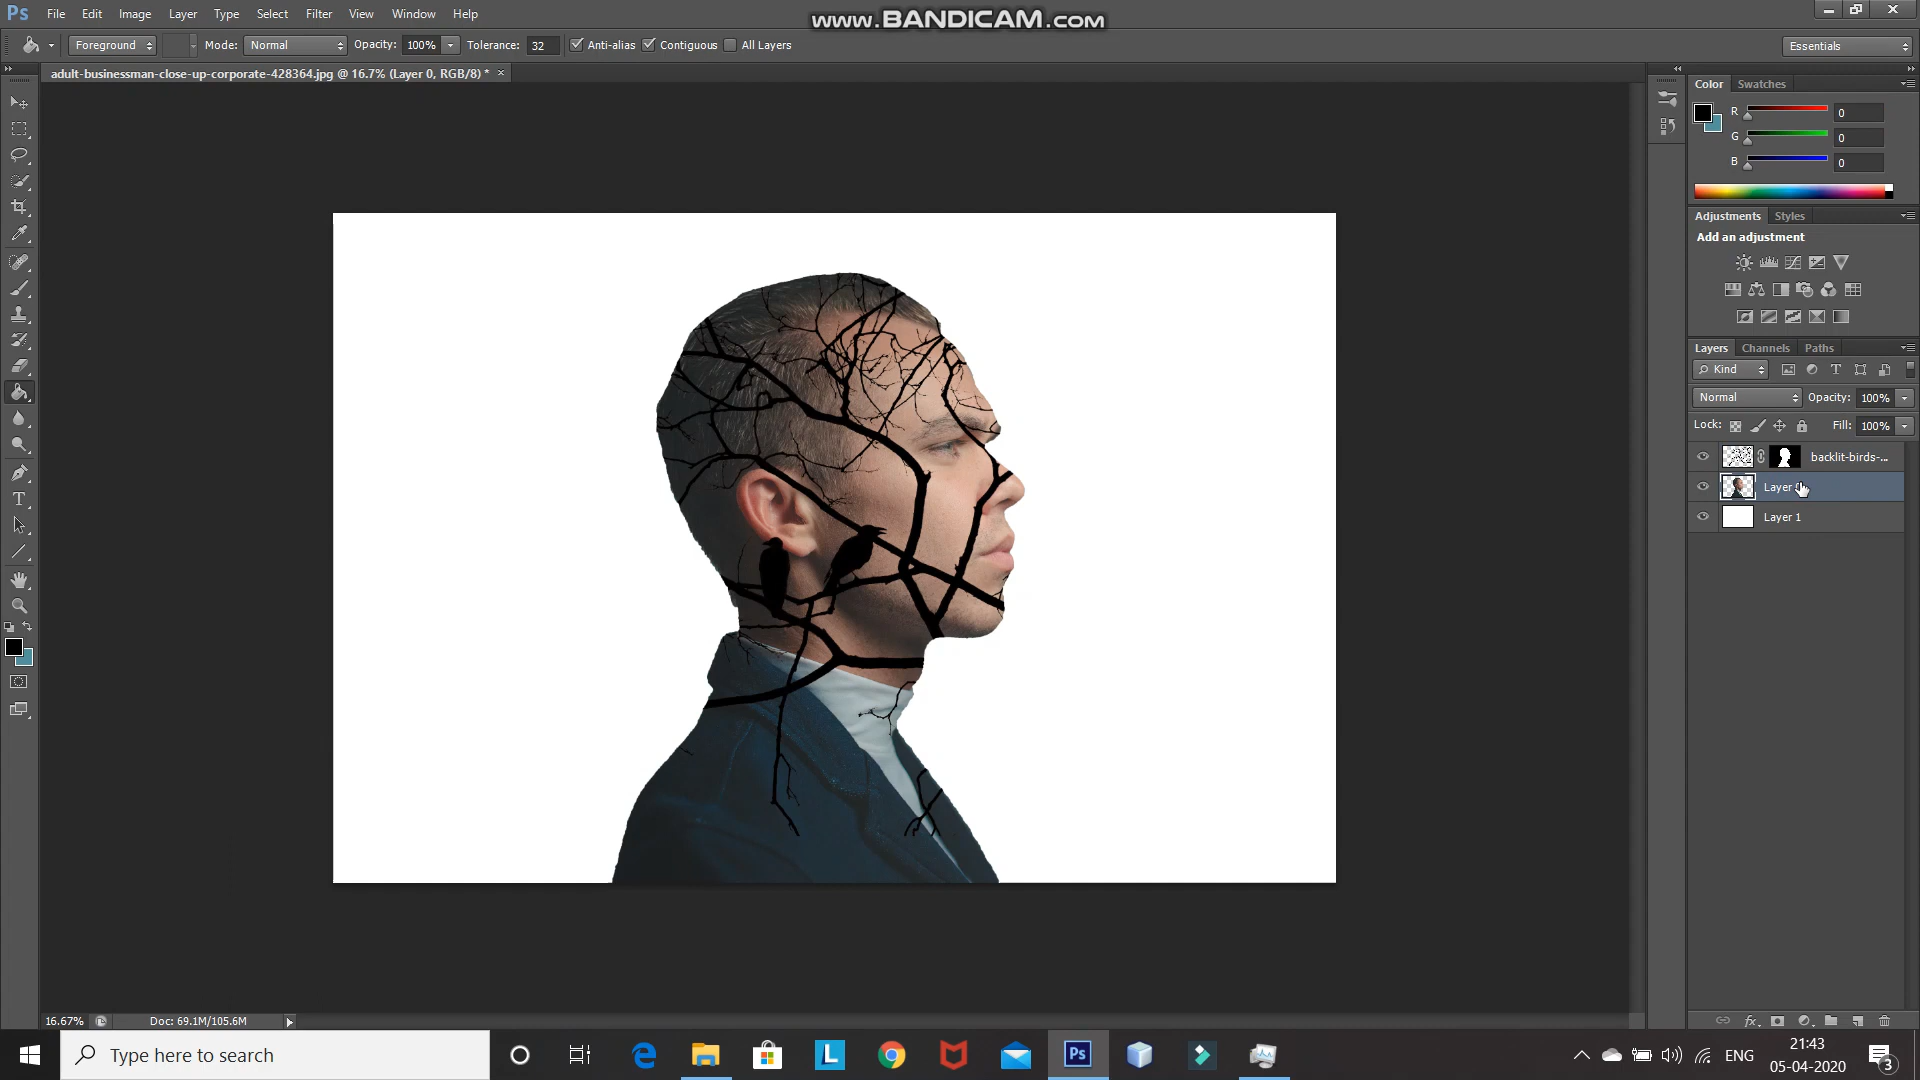 Ps File Edit Image Layer Type Select Filter View Window Help
www.BANDICAM.com
Foreground Mode: Normal Opacity: 100% Tolerance: 32 Anti-alias Contiguous All Layers Essentials
adult-businessman-close-up-corporate-428364.jpg @ 16.7% (Layer 0, RGB/8) *
Color Swatches
R 0
G 0
B 0
Adjustments Styles
Add an adjustment
Layers Channels Paths
Kind
Normal Opacity: 100%
Lock: Fill: 100%
backlit-birds-...
Layer
Layer 1
16.67% Doc: 69.1M/105.6M
Type here to search
L
Ps
ENG
21:43
05-04-2020
3